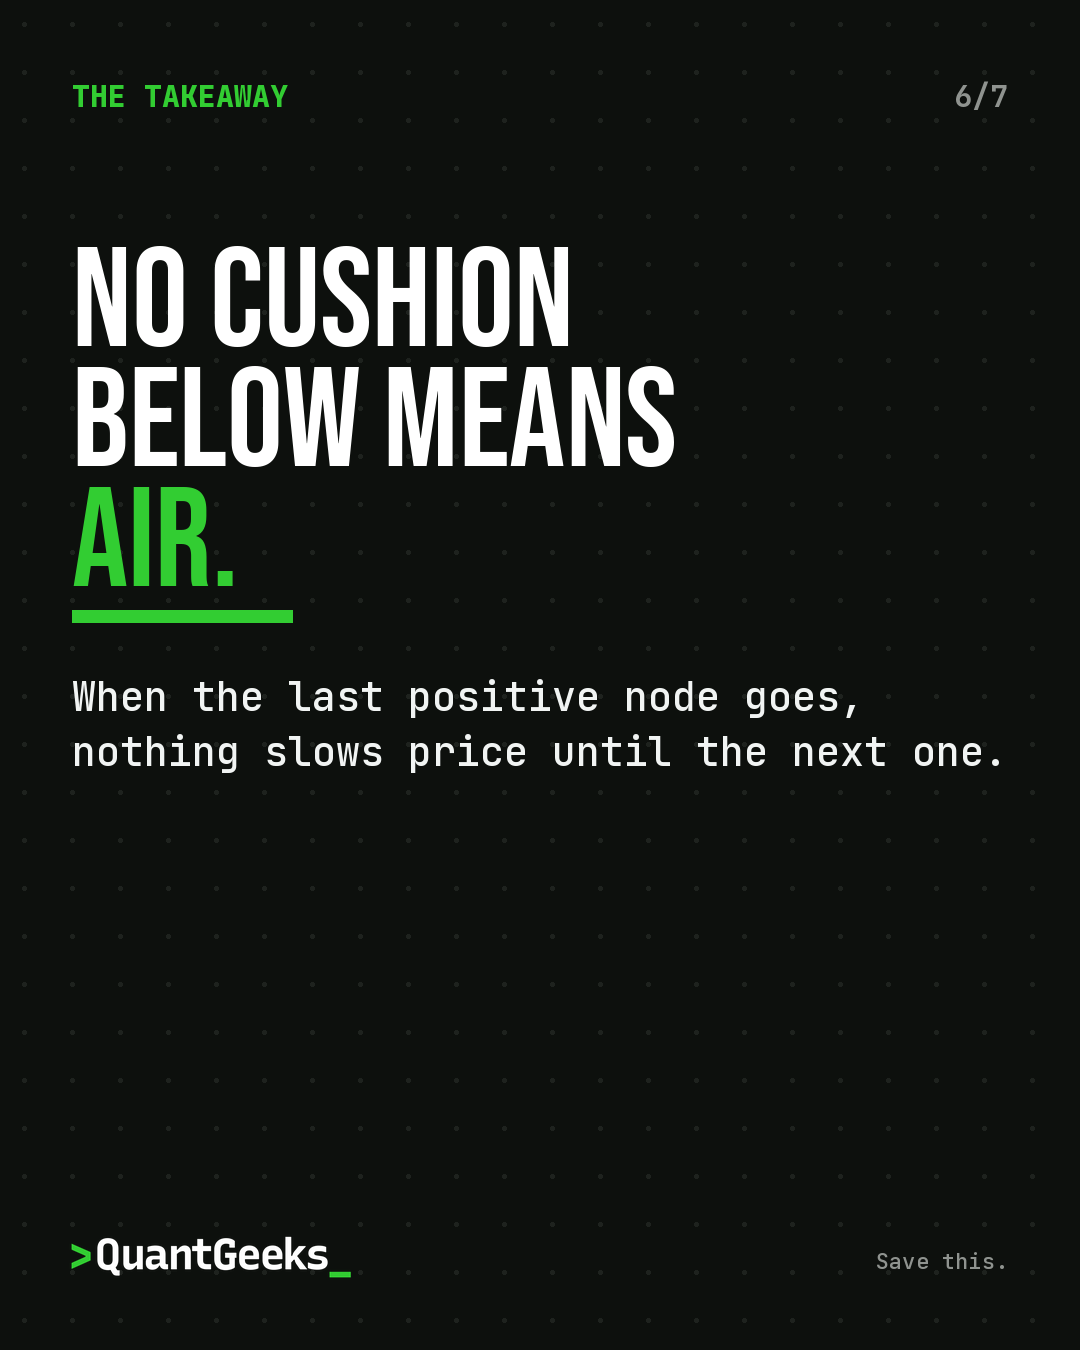 THE TAKEAWAY
6/7
NO CUSHION
BELOW MEANS
AIR.
When the last positive node goes,
nothing slows price until the next one.
>QuantGeeks_
Save this.